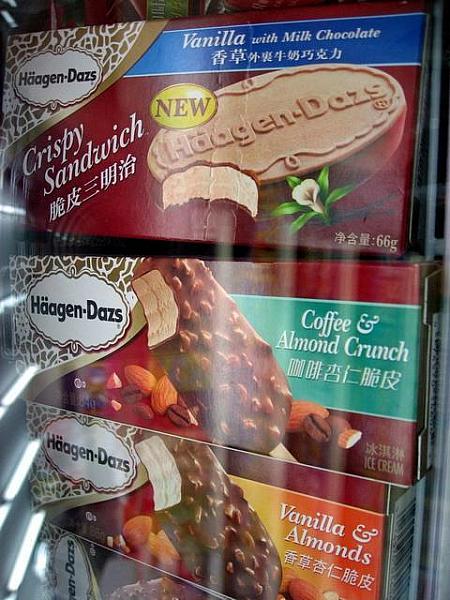 Vanilla with Milk Chocolate
香草外裹牛奶巧克力
Häagen-Dazs
NEW
Häagen-Dazs
Crispy
Sandwich
脆皮三明治
净含量:66g
Häagen-Dazs
Coffee &
Almond Crunch
咖啡杏仁脆皮
冰淇淋
ICE CREAM
Häagen-Dazs
Vanilla &
Almonds
香草杏仁脆皮